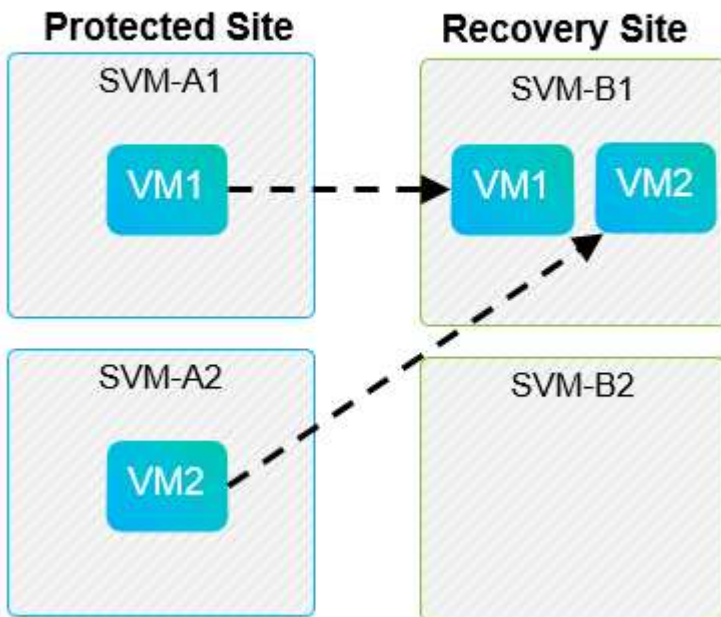 Protected Site
Recovery Site
SVM-A1
SVM-B1
VM1
VM1
VM2
SVM-A2
SVM-B2
VM2